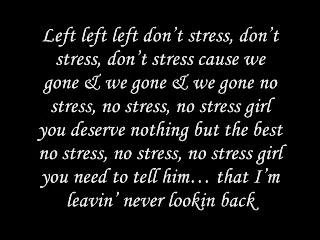 Left left left don't stress, don't
stress, don't stress cause we
gone & we gone & we gone no
stress, no stress, no stress girl
you deserve nothing but the best
no stress, no stress, no stress girl
you need to tell him… that I'm
leavin' never lookin back